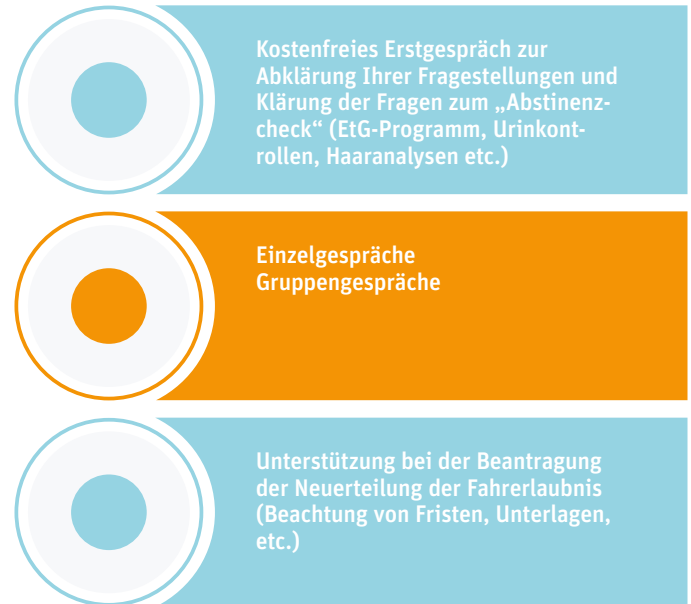 Kostenfreies Erstgespräch zur
Abklärung Ihrer Fragestellungen und
Klärung der Fragen zum „Abstinenz-
check“ (EtG-Programm, Urinkont-
rollen, Haaranalysen etc.)
Einzelgespräche
Gruppengespräche
Unterstützung bei der Beantragung
der Neuerteilung der Fahrerlaubnis
(Beachtung von Fristen, Unterlagen,
etc.)